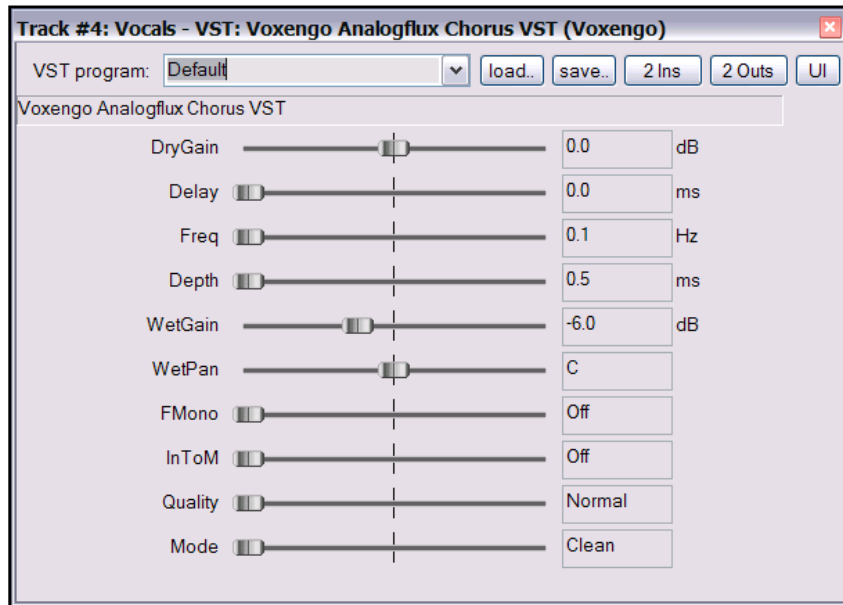 Track #4: Vocals - VST: Voxengo Analogflux Chorus VST (Voxengo)
VST program: Default load.. save.. 2 Ins 2 Outs UI
Voxengo Analogflux Chorus VST
DryGain 0.0 dB
Delay 0.0 ms
Freq 0.1 Hz
Depth 0.5 ms
WetGain -6.0 dB
WetPan C
FMono Off
InToM Off
Quality Normal
Mode Clean